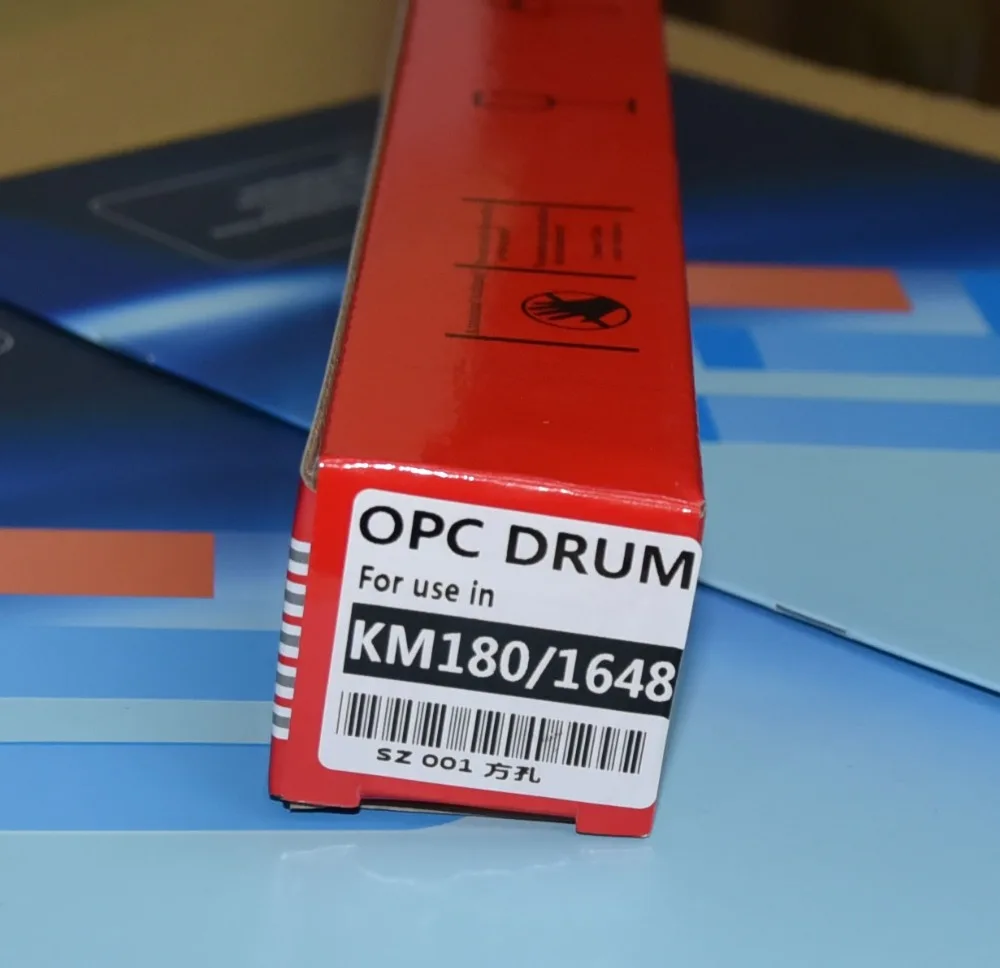 OPC DRUM
For use in
KM180/1648
SZ 001 方孔